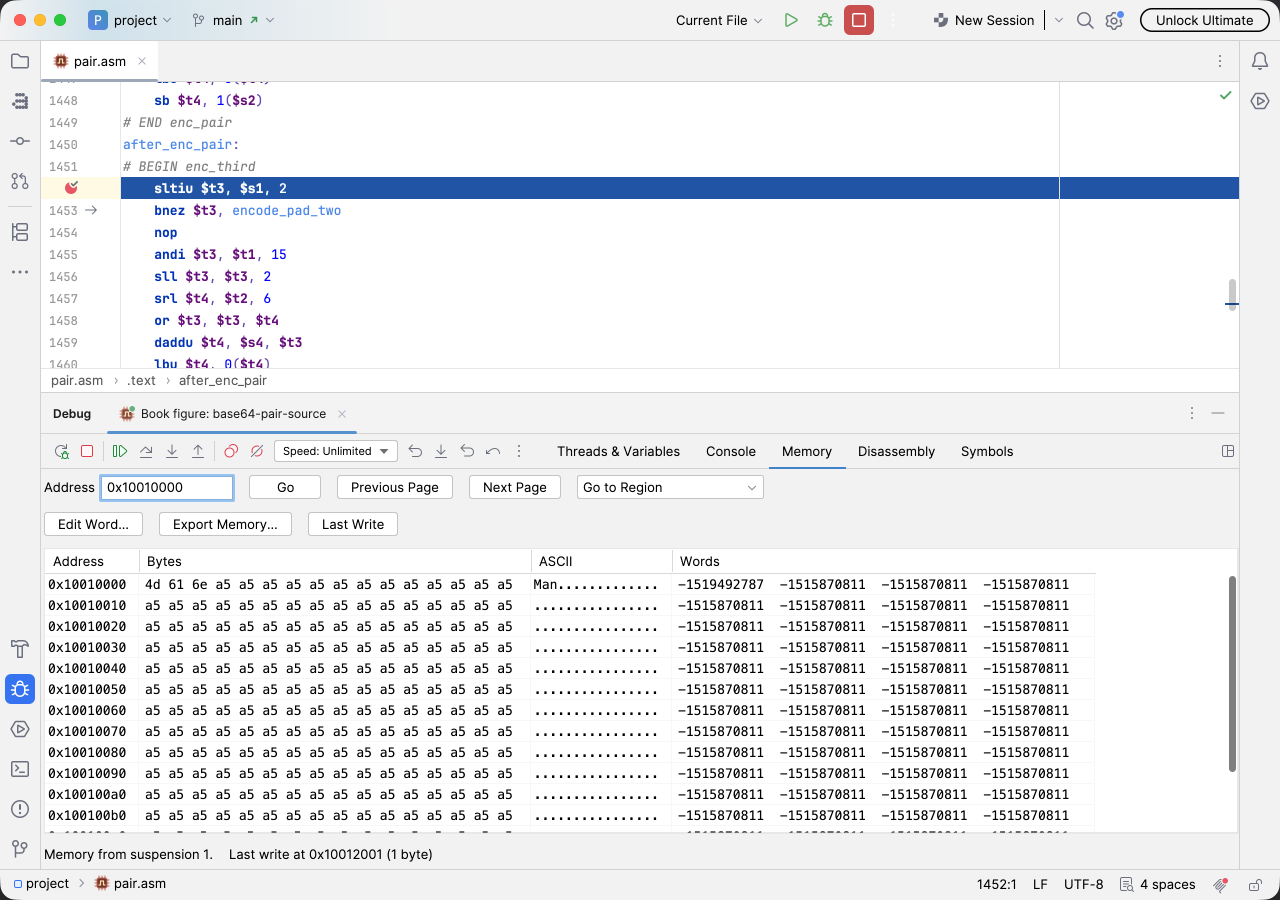 P project main Current File New Session Unlock Ultimate
pair.asm
1448 sb $t4, 1($s2)
1449 # END enc_pair
1450 after_enc_pair:
1451 # BEGIN enc_third
sltiu $t3, $s1, 2
1453 bnez $t3, encode_pad_two
1454 nop
1455 andi $t3, $t1, 15
1456 sll $t3, $t3, 2
1457 srl $t4, $t2, 6
1458 or $t3, $t3, $t4
1459 daddu $t4, $s4, $t3
1460 lbu $t4, 0($t4)
pair.asm › .text › after_enc_pair
Debug Book figure: base64-pair-source
Speed: Unlimited Threads & Variables Console Memory Disassembly Symbols
Address 0x10010000 Go Previous Page Next Page Go to Region
Edit Word... Export Memory... Last Write
Address Bytes ASCII Words
0x10010000 4d 61 6e a5 a5 a5 a5 a5 a5 a5 a5 a5 a5 a5 a5 a5 Man............. -1519492787 -1515870811 -1515870811 -1515870811
0x10010010 a5 a5 a5 a5 a5 a5 a5 a5 a5 a5 a5 a5 a5 a5 a5 a5 ................ -1515870811 -1515870811 -1515870811 -1515870811
0x10010020 a5 a5 a5 a5 a5 a5 a5 a5 a5 a5 a5 a5 a5 a5 a5 a5 ................ -1515870811 -1515870811 -1515870811 -1515870811
0x10010030 a5 a5 a5 a5 a5 a5 a5 a5 a5 a5 a5 a5 a5 a5 a5 a5 ................ -1515870811 -1515870811 -1515870811 -1515870811
0x10010040 a5 a5 a5 a5 a5 a5 a5 a5 a5 a5 a5 a5 a5 a5 a5 a5 ................ -1515870811 -1515870811 -1515870811 -1515870811
0x10010050 a5 a5 a5 a5 a5 a5 a5 a5 a5 a5 a5 a5 a5 a5 a5 a5 ................ -1515870811 -1515870811 -1515870811 -1515870811
0x10010060 a5 a5 a5 a5 a5 a5 a5 a5 a5 a5 a5 a5 a5 a5 a5 a5 ................ -1515870811 -1515870811 -1515870811 -1515870811
0x10010070 a5 a5 a5 a5 a5 a5 a5 a5 a5 a5 a5 a5 a5 a5 a5 a5 ................ -1515870811 -1515870811 -1515870811 -1515870811
0x10010080 a5 a5 a5 a5 a5 a5 a5 a5 a5 a5 a5 a5 a5 a5 a5 a5 ................ -1515870811 -1515870811 -1515870811 -1515870811
0x10010090 a5 a5 a5 a5 a5 a5 a5 a5 a5 a5 a5 a5 a5 a5 a5 a5 ................ -1515870811 -1515870811 -1515870811 -1515870811
0x100100a0 a5 a5 a5 a5 a5 a5 a5 a5 a5 a5 a5 a5 a5 a5 a5 a5 ................ -1515870811 -1515870811 -1515870811 -1515870811
0x100100b0 a5 a5 a5 a5 a5 a5 a5 a5 a5 a5 a5 a5 a5 a5 a5 a5 ................ -1515870811 -1515870811 -1515870811 -1515870811
Memory from suspension 1. Last write at 0x10012001 (1 byte)
project › pair.asm 1452:1 LF UTF-8 4 spaces